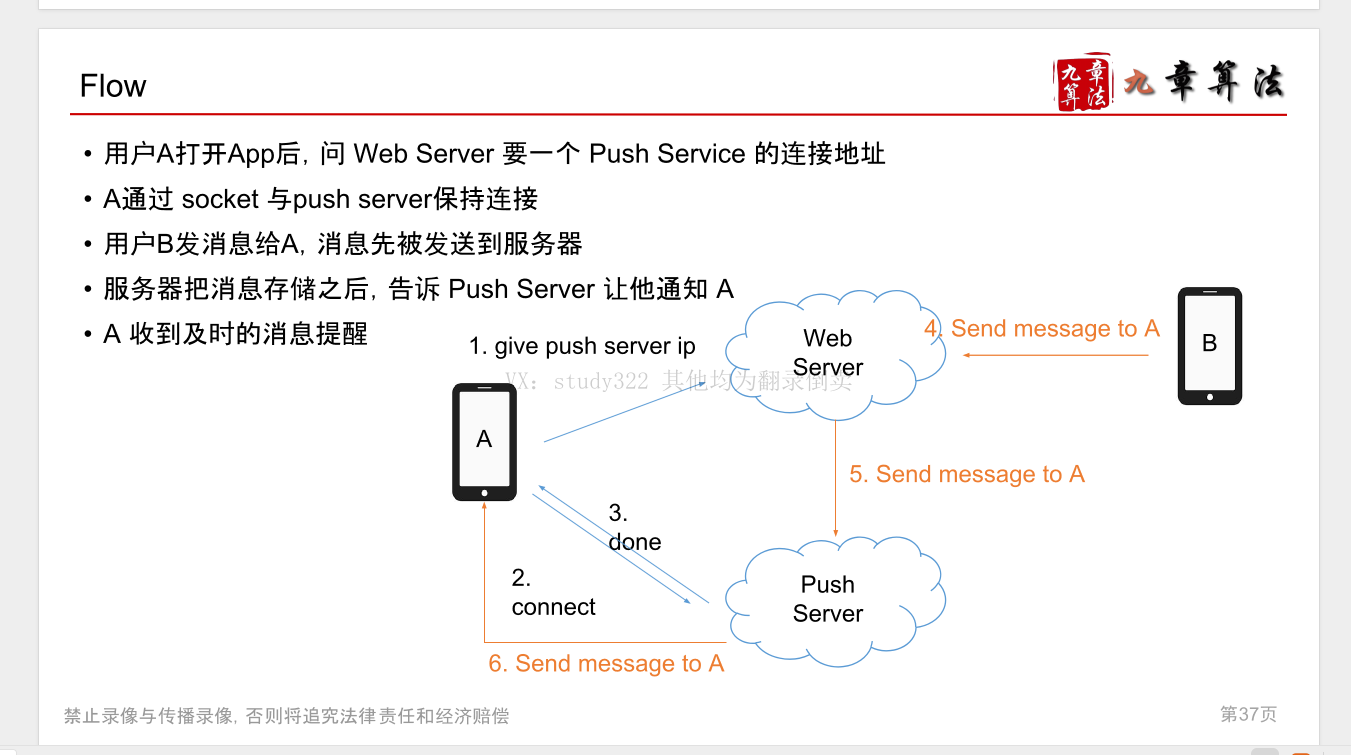 Flow
九章
算法
九章算法
• 用户A打开App后, 问 Web Server 要一个 Push Service 的连接地址
• A通过 socket 与push server保持连接
• 用户B发消息给A, 消息先被发送到服务器
• 服务器把消息存储之后, 告诉 Push Server 让他通知 A
• A 收到及时的消息提醒
1. give push server ip
Web
Server
4. Send message to A
B
VX: study322 其他均为翻录倒卖
A
5. Send message to A
3.
done
2.
connect
Push
Server
6. Send message to A
禁止录像与传播录像, 否则将追究法律责任和经济赔偿
第37页